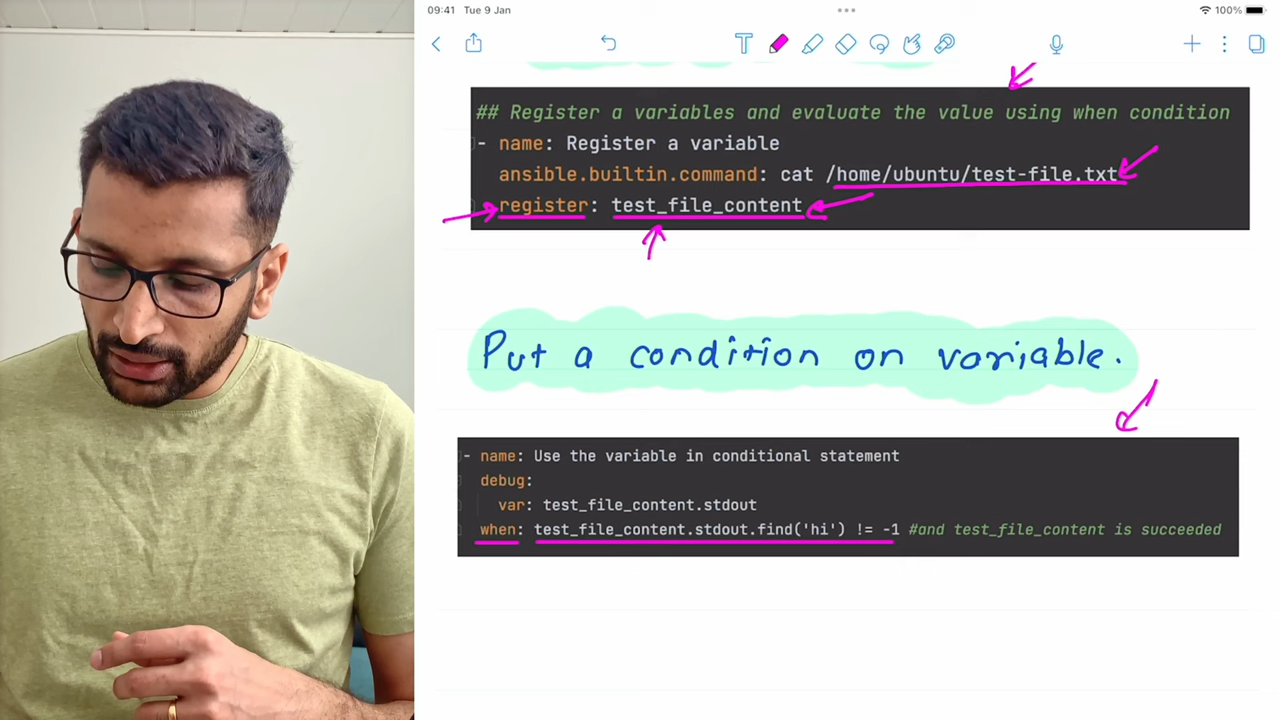 09:41 Tue 9 Jan
100%
T
## Register a variables and evaluate the value using when condition
- name: Register a variable
ansible.builtin.command: cat /home/ubuntu/test-file.txt
register: test_file_content
Put a condition on variable.
- name: Use the variable in conditional statement
debug:
var: test_file_content.stdout
when: test_file_content.stdout.find('hi') != -1 #and test_file_content is succeeded